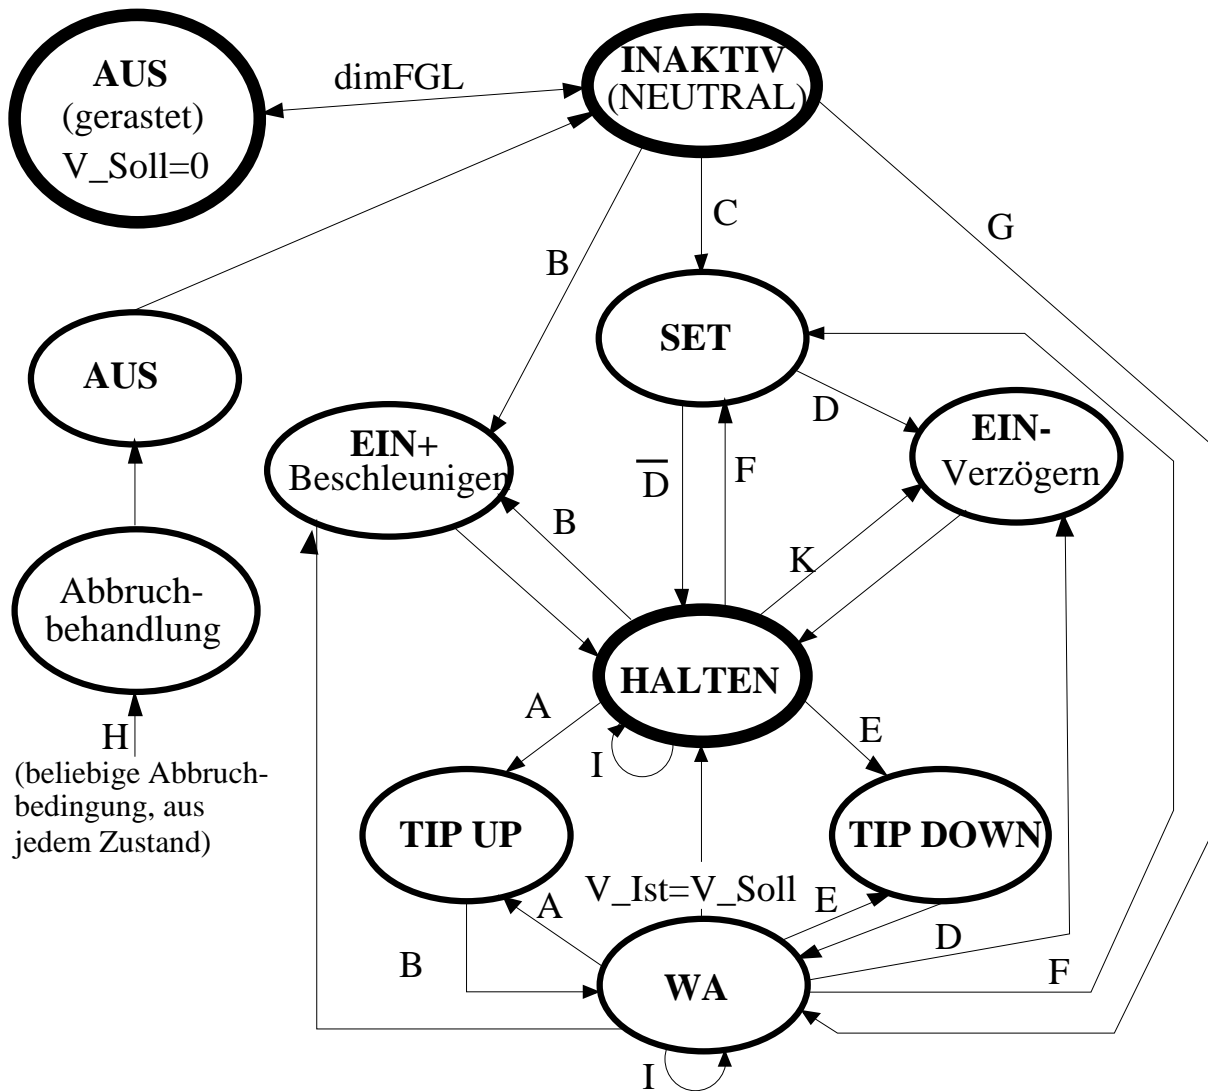 AUS
(gerastet)
V_Soll=0
dimFGL
INAKTIV
(NEUTRAL)
C
G
B
SET
AUS
D
EIN+
Beschleunigen
EIN-
Verzögern
D̅
F
B
K
Abbruch-
behandlung
HALTEN
A
E
H
(beliebige Abbruch-
bedingung, aus
jedem Zustand)
I
TIP UP
TIP DOWN
V_Ist=V_Soll
A
E
B
D
F
WA
I